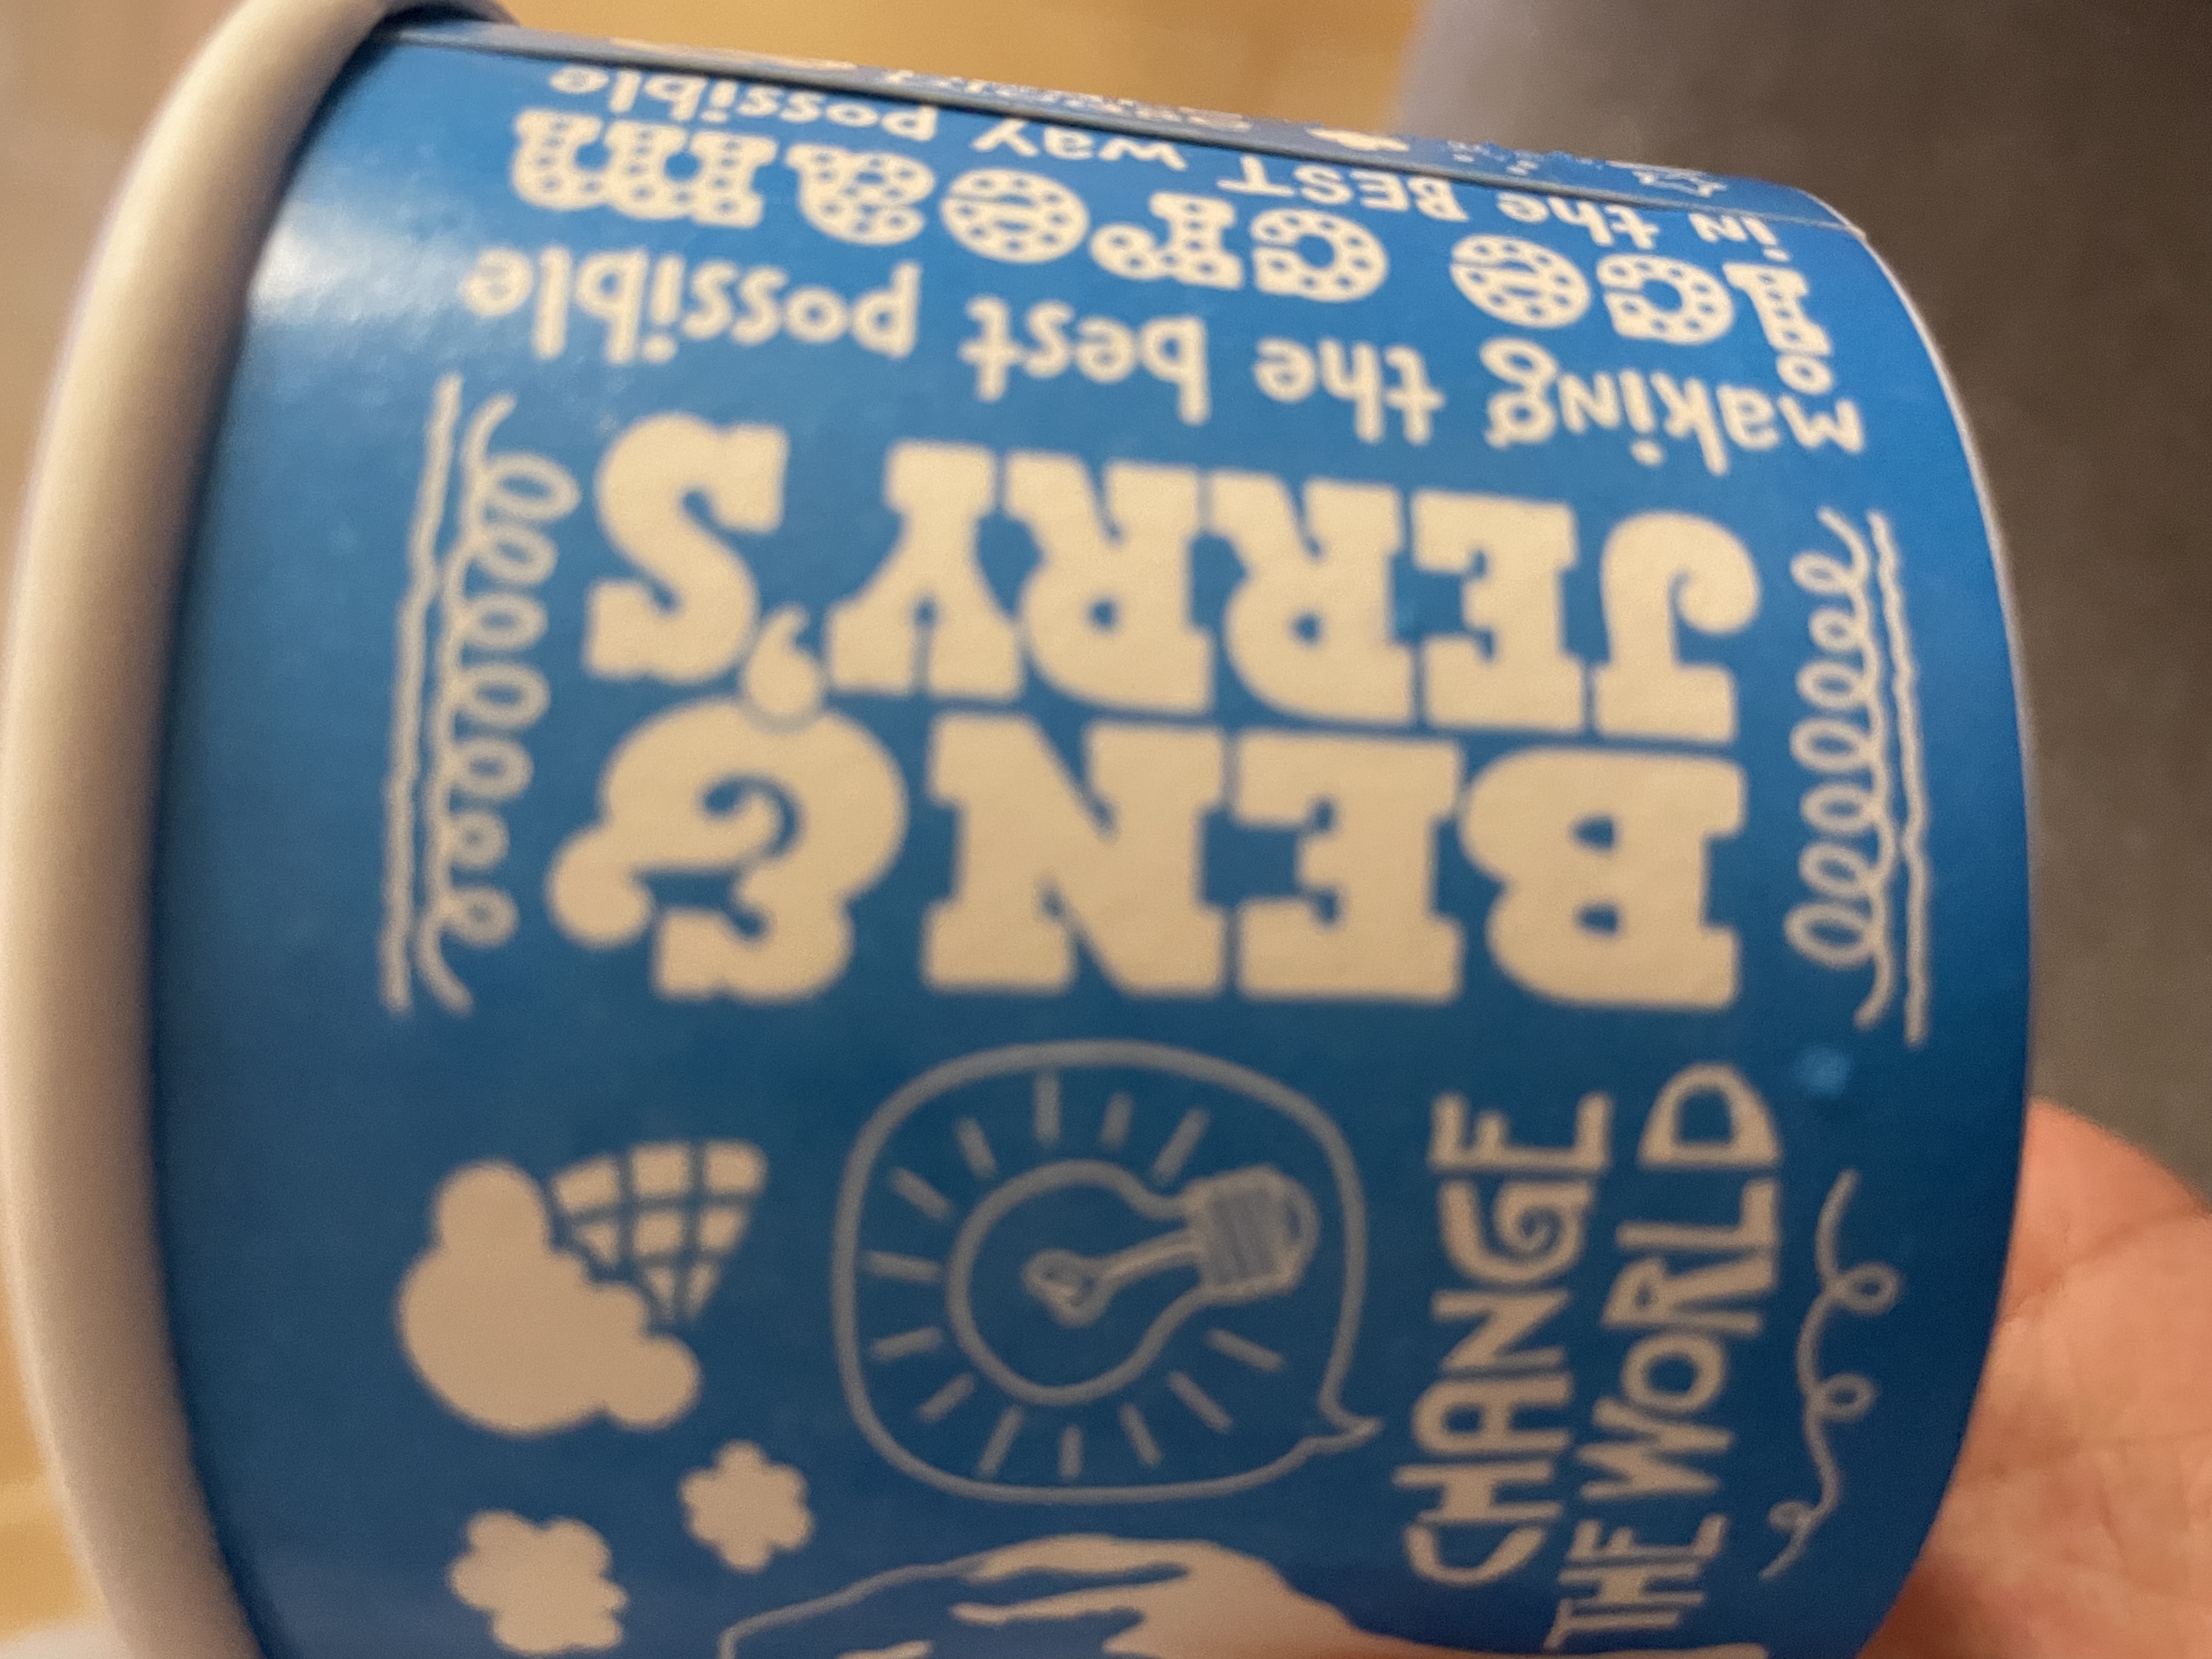 BEN &
JERRY'S
making the best possible
ice cream
in the BEST way possible
CHANGE
THE WORLD